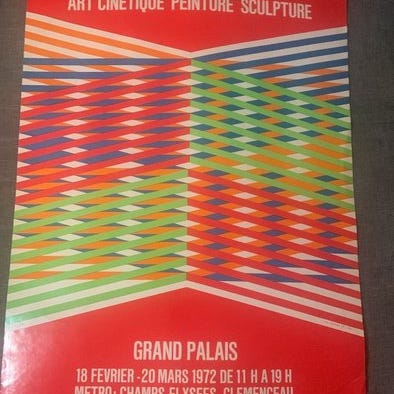 ART CINETIQUE PEINTURE SCULPTURE
GRAND PALAIS
18 FEVRIER - 20 MARS 1972 DE 11 H A 19 H
METRO : CHAMPS-ELYSEES CLEMENCEAU